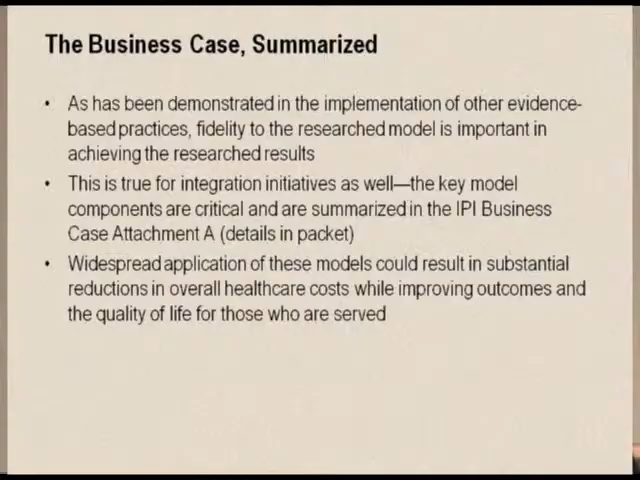 The Business Case, Summarized
• As has been demonstrated in the implementation of other evidence-
based practices, fidelity to the researched model is important in
achieving the researched results
• This is true for integration initiatives as well—the key model
components are critical and are summarized in the IPI Business
Case Attachment A (details in packet)
• Widespread application of these models could result in substantial
reductions in overall healthcare costs while improving outcomes and
the quality of life for those who are served